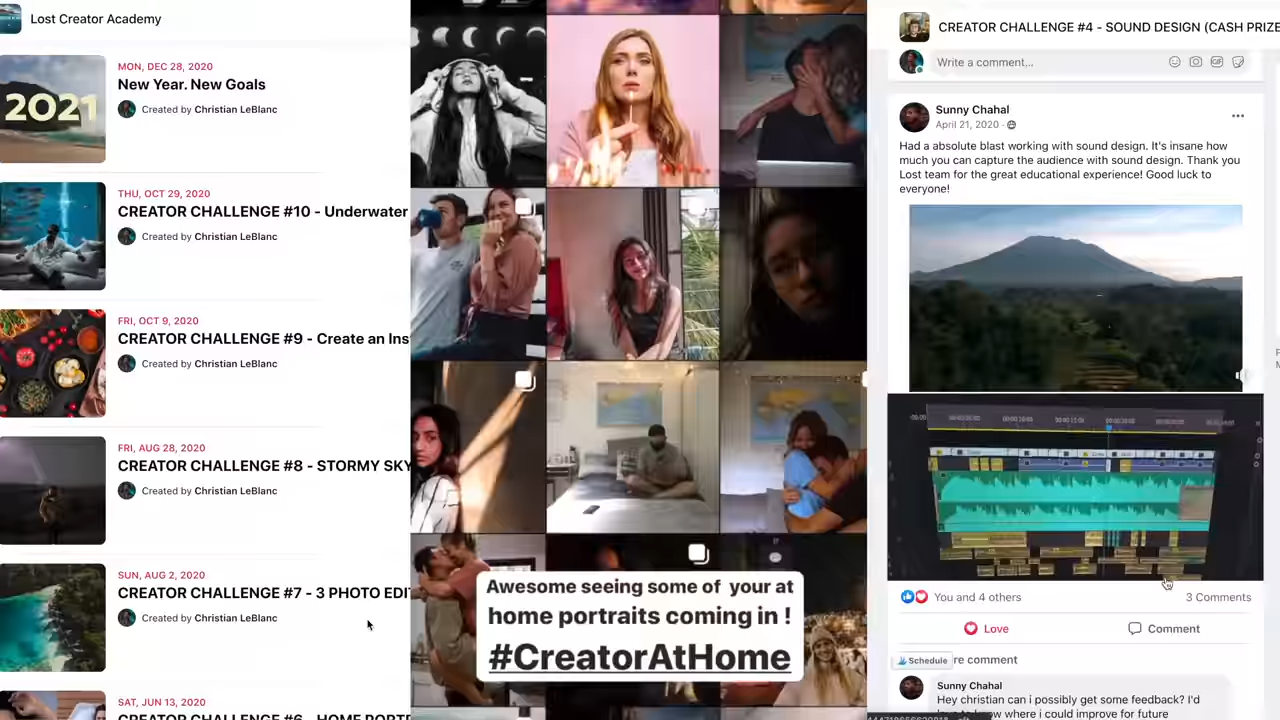 Lost Creator Academy
MON, DEC 28, 2020
New Year. New Goals
Created by Christian LeBlanc
2021
THU, OCT 29, 2020
CREATOR CHALLENGE #10 - Underwater
Created by Christian LeBlanc
FRI, OCT 9, 2020
CREATOR CHALLENGE #9 - Create an Ins
Created by Christian LeBlanc
FRI, AUG 28, 2020
CREATOR CHALLENGE #8 - STORMY SKY
Created by Christian LeBlanc
SUN, AUG 2, 2020
CREATOR CHALLENGE #7 - 3 PHOTO EDI
Created by Christian LeBlanc
SAT, JUN 13, 2020
CREATOR CHALLENGE #6 - HOME PORT
Awesome seeing some of your at
home portraits coming in !
#CreatorAtHome
CREATOR CHALLENGE #4 - SOUND DESIGN (CASH PRIZE
Write a comment...
Sunny Chahal
April 21, 2020
Had a absolute blast working with sound design. It's insane how
much you can capture the audience with sound design. Thank you
Lost team for the great educational experience! Good luck to
everyone!
You and 4 others
3 Comments
Love
Comment
Schedule
re comment
Sunny Chahal
Hey christian can i possibly get some feedback? I'd
w where i could improve for future